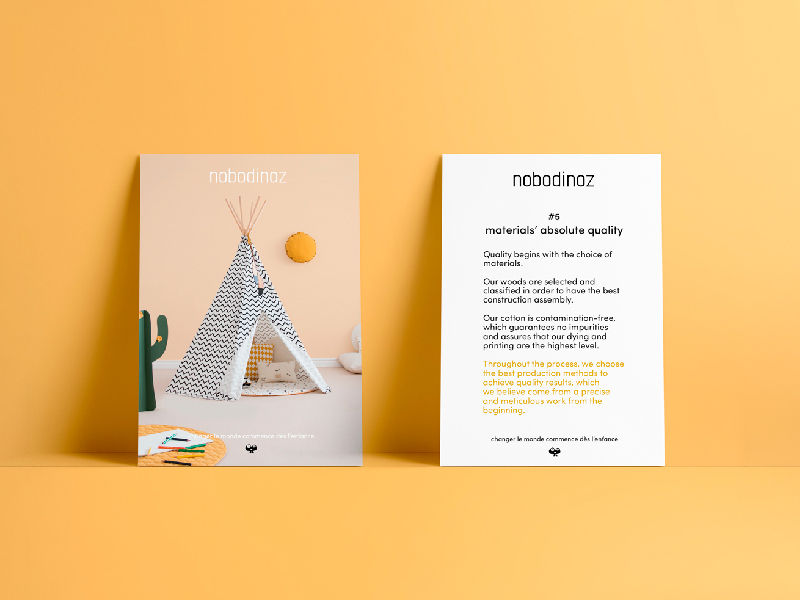 nobodinoz
changer le monde commence dès l'enfance
nobodinoz
#6
materials' absolute quality
Quality begins with the choice of
materials.
Our woods are selected and
classified in order to have the best
construction assembly.
Our cotton is contamination-free,
which guarantees no impurities
and assures that our dying and
printing are the highest level.
Throughout the process, we choose
the best production methods to
achieve quality results, which
we believe come from a precise
and meticulous work from the
beginning.
changer le monde commence dès l'enfance